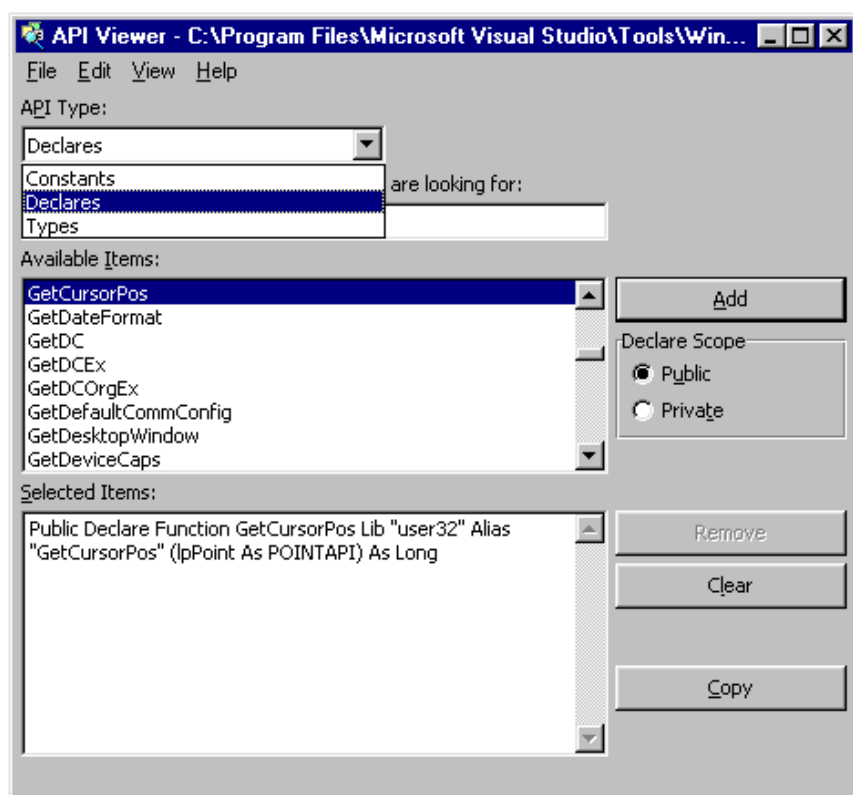 API Viewer - C:\Program Files\Microsoft Visual Studio\Tools\Win...
File Edit View Help
API Type:
Declares
Constants
Declares
Types
are looking for:
Available Items:
GetCursorPos
GetDateFormat
GetDC
GetDCEx
GetDCOrgEx
GetDefaultCommConfig
GetDesktopWindow
GetDeviceCaps
Add
Declare Scope
Public
Private
Selected Items:
Public Declare Function GetCursorPos Lib "user32" Alias
"GetCursorPos" (lpPoint As POINTAPI) As Long
Remove
Clear
Copy